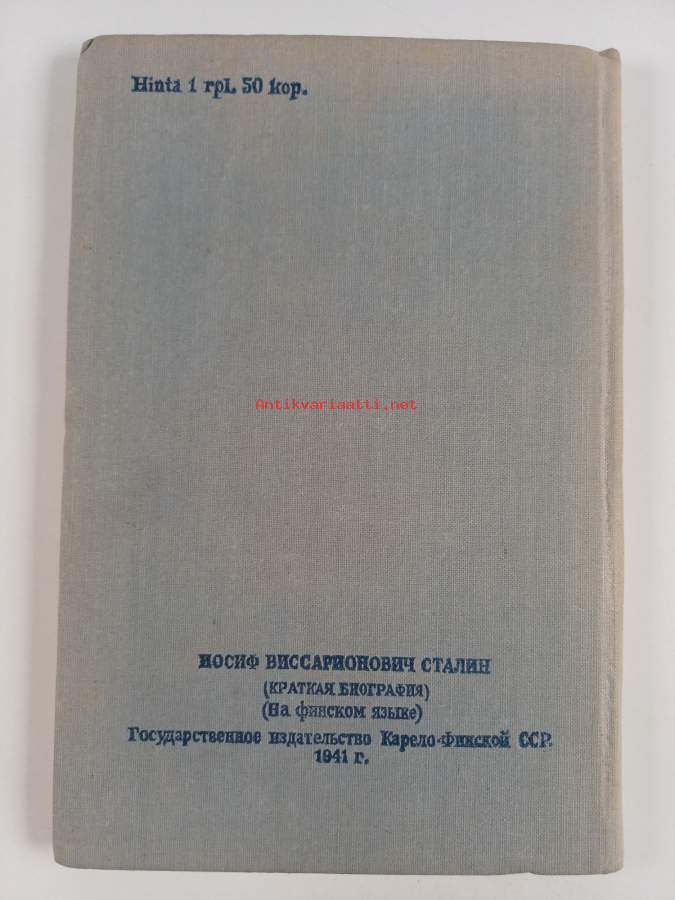 Hinta 1 rpl. 50 kop.
Antikvariaatti.net
ИОСИФ ВИССАРИОНОВИЧ СТАЛИН
(КРАТКАЯ БИОГРАФИЯ)
(На финском языке)
Государственное издательство Карело-Финской ССР.
1941 г.